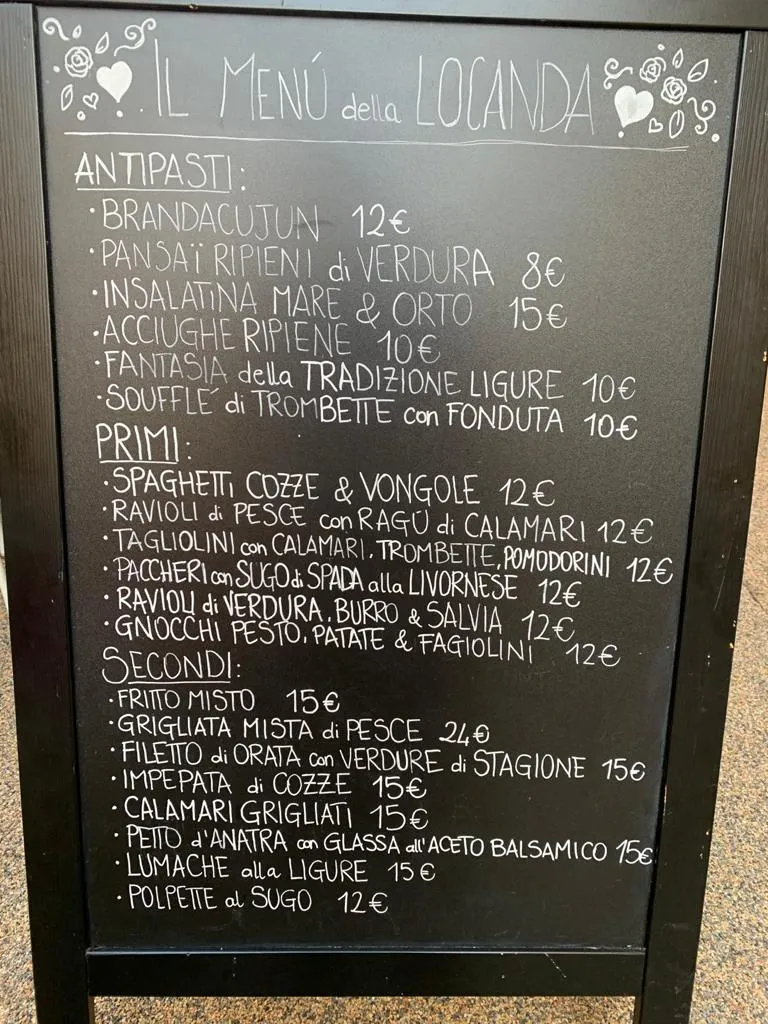 IL MENÚ della LOCANDA
ANTIPASTI:
·BRANDACUJUN 12€
·PANSAÏ RIPIENI di VERDURA 8€
·INSALATINA MARE & ORTO 15€
·ACCIUGHE RIPIENE 10€
·FANTASIA della TRADIZIONE LIGURE 10€
·SOUFFLÉ di TROMBETTE con FONDUTA 10€
PRIMI:
·SPAGHETTI COZZE & VONGOLE 12€
·RAVIOLI di PESCE con RAGÚ di CALAMARI 12€
·TAGLIOLINI con CALAMARI, TROMBETTE, POMODORINI 12€
·PACCHERI con SUGO di SPADA alla LIVORNESE 12€
·RAVIOLI di VERDURA, BURRO & SALVIA 12€
·GNOCCHI PESTO, PATATE & FAGIOLINI 12€
SECONDI:
·FRITTO MISTO 15€
·GRIGLIATA MISTA di PESCE 24€
·FILETTO di ORATA con VERDURE di STAGIONE 15€
·IMPEPATA di COZZE 15€
·CALAMARI GRIGLIATI 15€
·PETTO d'ANATRA con GLASSA all'ACETO BALSAMICO 15€
·LUMACHE alla LIGURE 15€
·POLPETTE al SUGO 12€